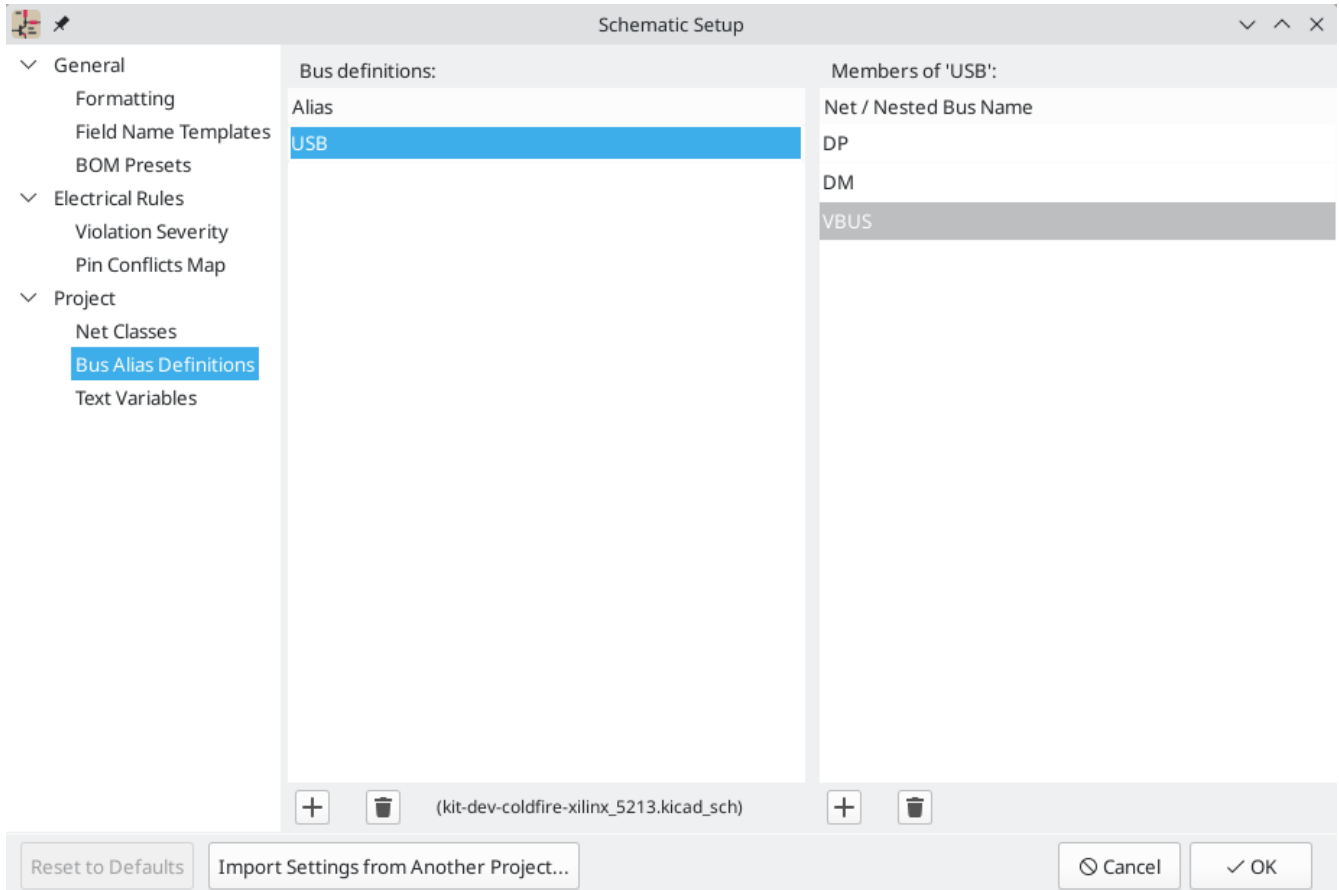 Schematic Setup
General
Formatting
Field Name Templates
BOM Presets
Electrical Rules
Violation Severity
Pin Conflicts Map
Project
Net Classes
Bus Alias Definitions
Text Variables
Bus definitions:
Alias
USB
(kit-dev-coldfire-xilinx_5213.kicad_sch)
Members of 'USB':
Net / Nested Bus Name
DP
DM
VBUS
Reset to Defaults
Import Settings from Another Project...
Cancel
OK